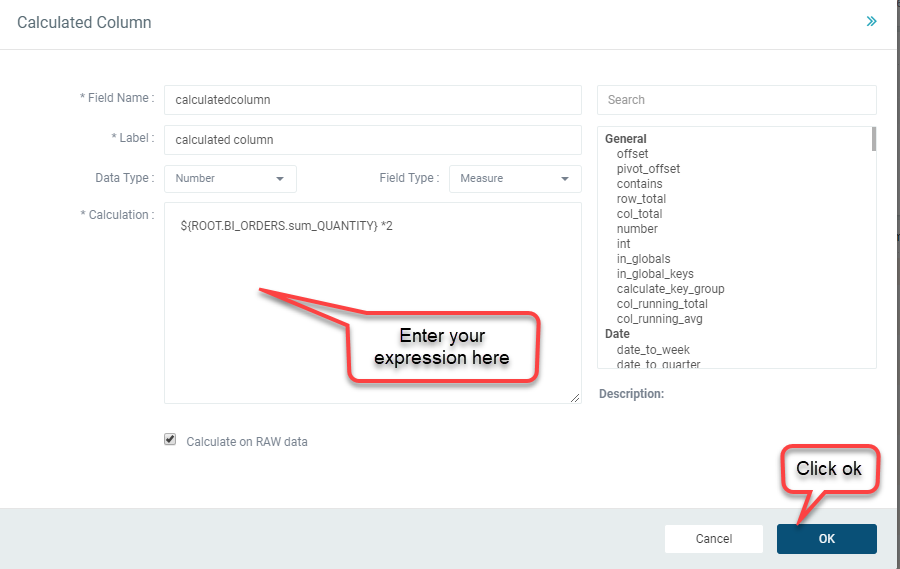 Calculated Column
* Field Name : calculatedcolumn
* Label : calculated column
Data Type : Number Field Type : Measure
* Calculation : ${ROOT.BI_ORDERS.sum_QUANTITY} *2
Enter your
expression here
Calculate on RAW data
Search
General
offset
pivot_offset
contains
row_total
col_total
number
int
in_globals
in_global_keys
calculate_key_group
col_running_total
col_running_avg
Date
date_to_week
date_to_quarter
Description:
Click ok
Cancel OK